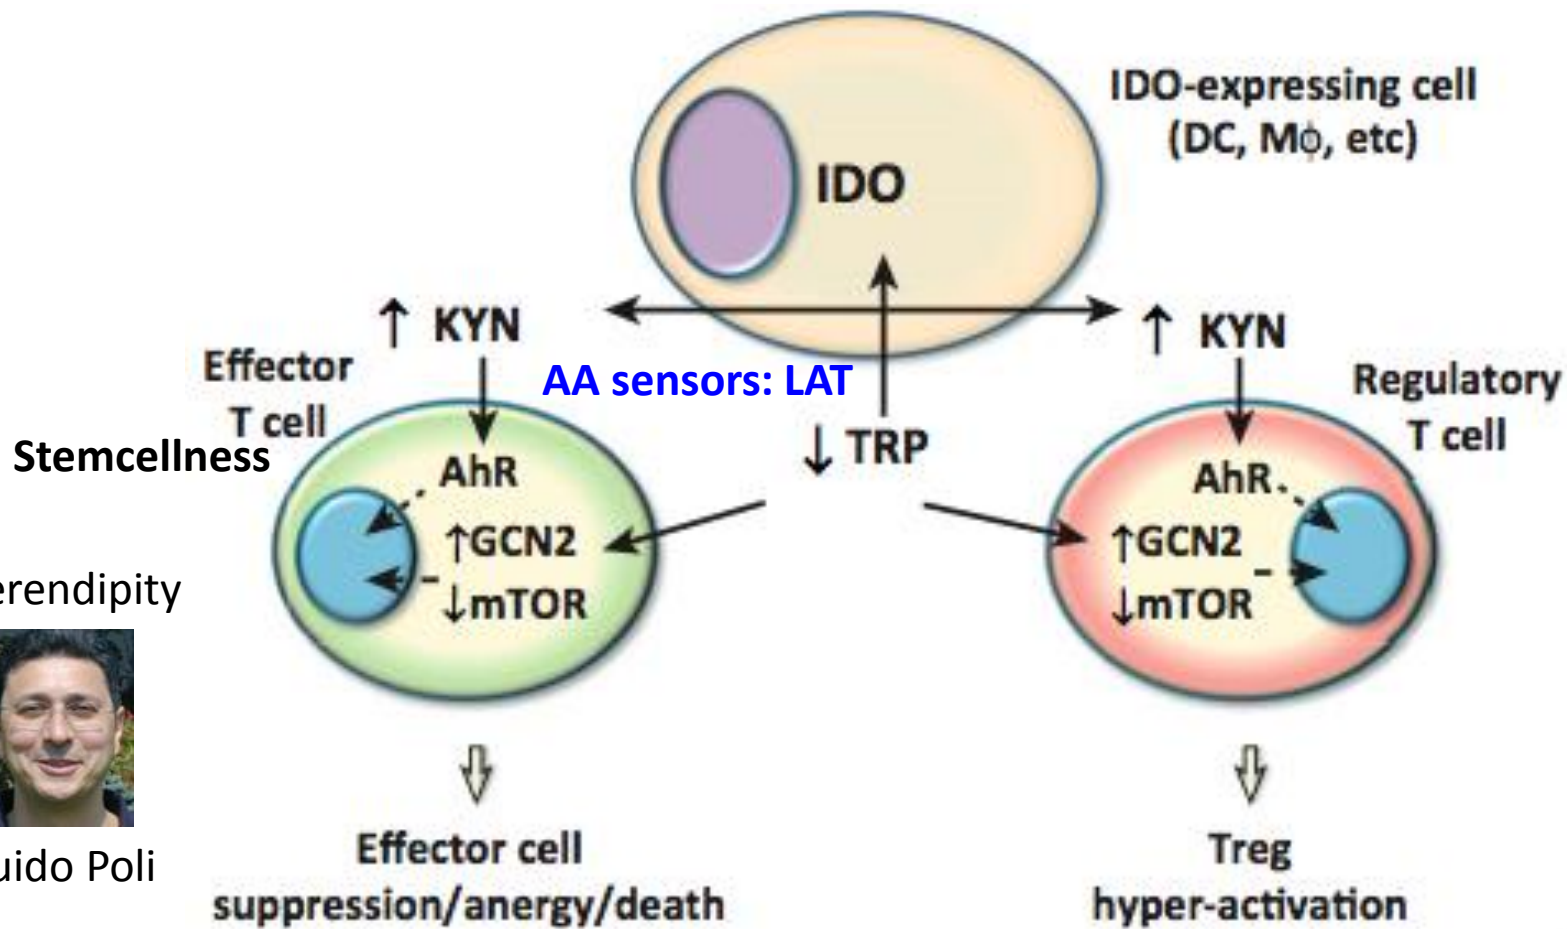 IDO-expressing cell
(DC, Mϕ, etc)
IDO
↑ KYN
↑ KYN
Effector
T cell
AA sensors: LAT
Regulatory
T cell
↓ TRP
Stemcellness
AhR
↑GCN2
↓mTOR
AhR
↑GCN2
↓mTOR
erendipity
uido Poli
Effector cell
suppression/anergy/death
Treg
hyper-activation